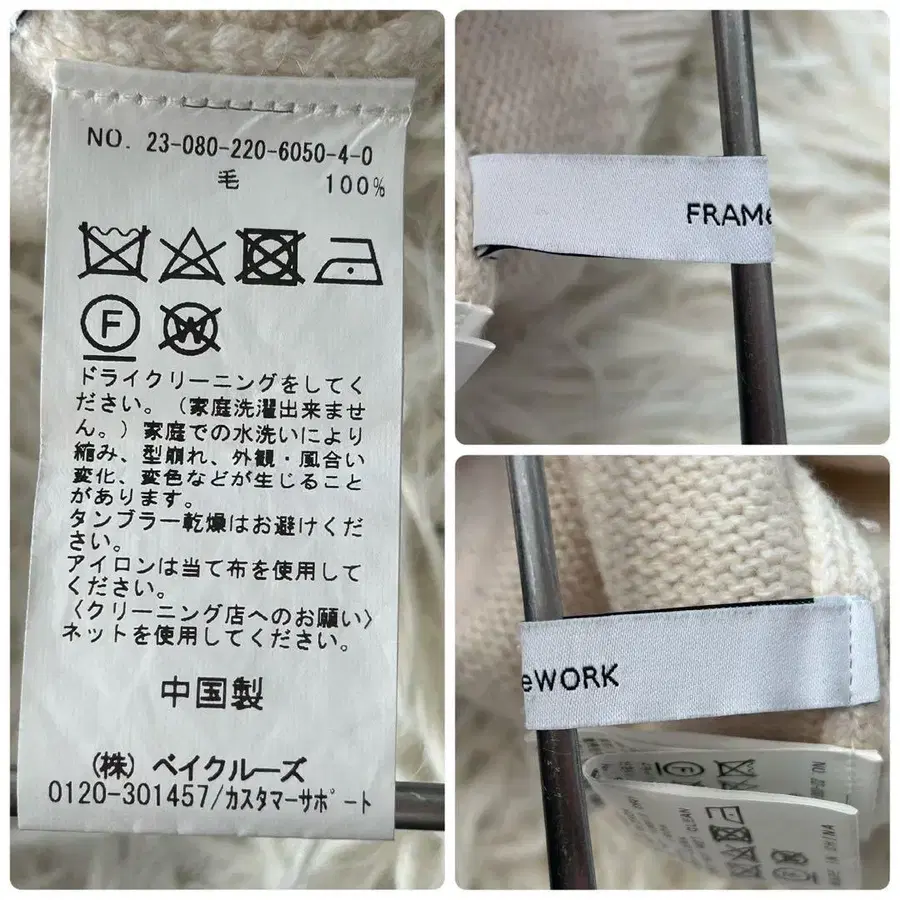 NO. 23-080-220-6050-4-0
毛 100%
F
W
ドライクリーニングをしてく
ださい。（家庭洗濯出来ませ
ん。）家庭での水洗いにより
縮み、型崩れ、外観・風合い
変化、変色などが生じること
があります。
タンブラー乾燥はお避けくだ
さい。
アイロンは当て布を使用して
ください。
〈クリーニング店へのお願い〉
ネットを使用してください。
中国製
（株）ベイクルーズ
0120-301457/カスタマーサポート
FRAMe
eWORK
F
NO
NOT CLEAN
MADE IN CHINA